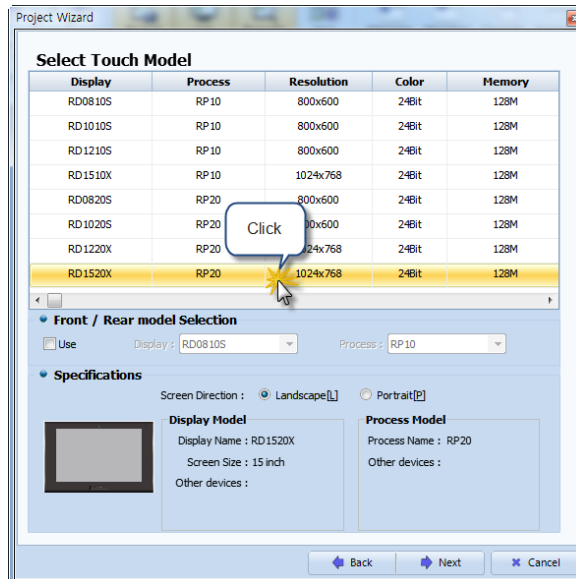 Project Wizard
Select Touch Model
Display Process Resolution Color Memory
RD0810S RP10 800x600 24Bit 128M
RD1010S RP10 800x600 24Bit 128M
RD1210S RP10 800x600 24Bit 128M
RD1510X RP10 1024x768 24Bit 128M
RD0820S RP20 800x600 24Bit 128M
RD1020S RP20 00x600 24Bit 128M
Click
RD1220X RP20 24x768 24Bit 128M
RD1520X RP20 1024x768 24Bit 128M
Front / Rear model Selection
Use Display : RD0810S Process : RP10
Specifications
Screen Direction : Landscape[L] Portrait[P]
Display Model Process Model
Display Name : RD1520X Process Name : RP20
Screen Size : 15 inch Other devices :
Other devices :
Back Next Cancel